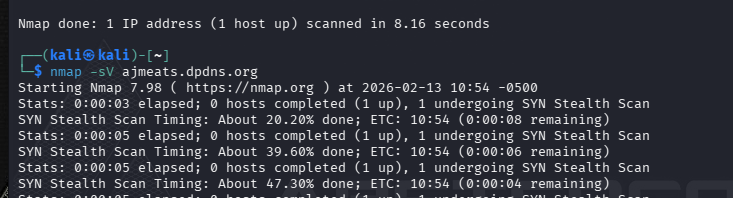 Nmap done: 1 IP address (1 host up) scanned in 8.16 seconds
┌──(kali㉿kali)-[~]
└─$ nmap -sV ajmeats.dpdns.org
Starting Nmap 7.98 ( https://nmap.org ) at 2026-02-13 10:54 -0500
Stats: 0:00:03 elapsed; 0 hosts completed (1 up), 1 undergoing SYN Stealth Scan
SYN Stealth Scan Timing: About 20.20% done; ETC: 10:54 (0:00:08 remaining)
Stats: 0:00:05 elapsed; 0 hosts completed (1 up), 1 undergoing SYN Stealth Scan
SYN Stealth Scan Timing: About 39.60% done; ETC: 10:54 (0:00:06 remaining)
Stats: 0:00:05 elapsed; 0 hosts completed (1 up), 1 undergoing SYN Stealth Scan
SYN Stealth Scan Timing: About 47.30% done; ETC: 10:54 (0:00:04 remaining)